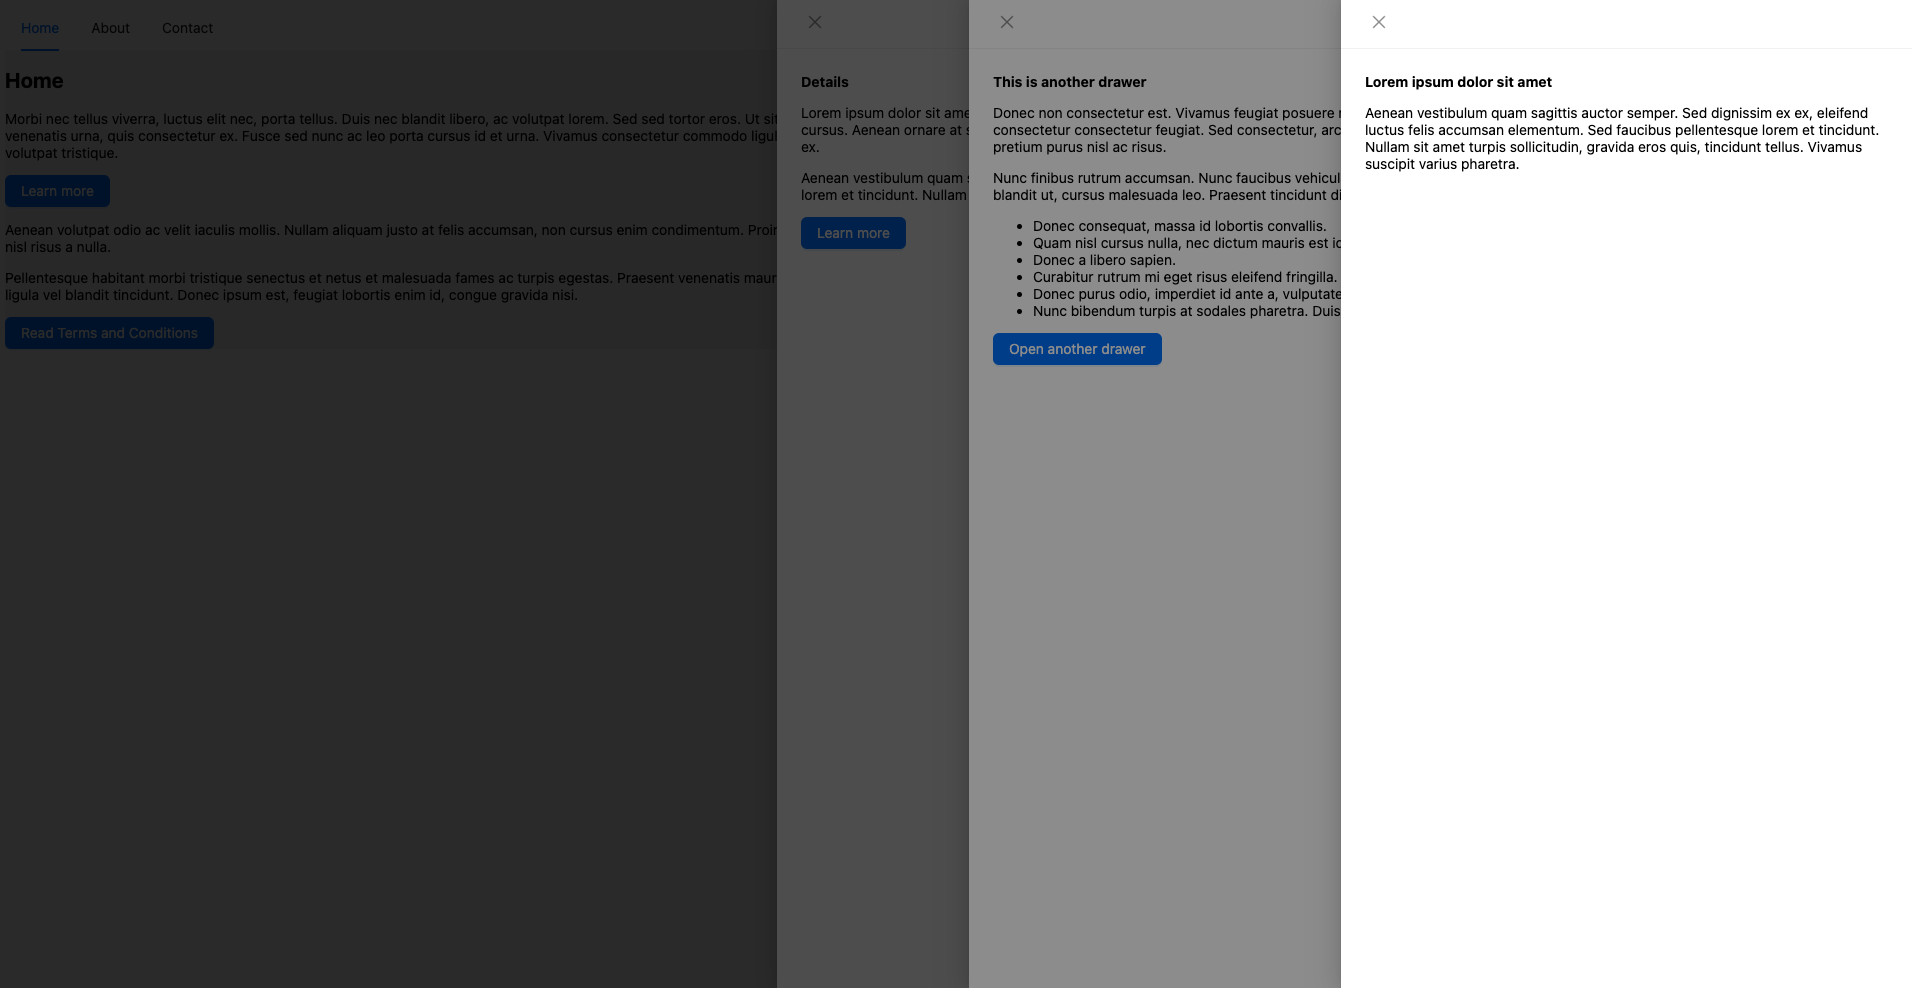 Home
About
Contact
Home
Morbi nec tellus viverra, luctus elit nec, porta tellus. Duis nec blandit libero, ac volutpat lorem. Sed sed tortor eros. Ut sit
venenatis urna, quis consectetur ex. Fusce sed nunc ac leo porta cursus id et urna. Vivamus consectetur commodo ligul
volutpat tristique.
Learn more
Aenean volutpat odio ac velit iaculis mollis. Nullam aliquam justo at felis accumsan, non cursus enim condimentum. Proin
nisl risus a nulla.
Pellentesque habitant morbi tristique senectus et netus et malesuada fames ac turpis egestas. Praesent venenatis maur
ligula vel blandit tincidunt. Donec ipsum est, feugiat lobortis enim id, congue gravida nisi.
Read Terms and Conditions
Details
Lorem ipsum dolor sit ame
cursus. Aenean ornare at s
ex.
Aenean vestibulum quam s
lorem et tincidunt. Nullam
Learn more
This is another drawer
Donec non consectetur est. Vivamus feugiat posuere
consectetur consectetur feugiat. Sed consectetur, arc
pretium purus nisl ac risus.
Nunc finibus rutrum accumsan. Nunc faucibus vehicul
blandit ut, cursus malesuada leo. Praesent tincidunt di
Donec consequat, massa id lobortis convallis.
Quam nisl cursus nulla, nec dictum mauris est id
Donec a libero sapien.
Curabitur rutrum mi eget risus eleifend fringilla.
Donec purus odio, imperdiet id ante a, vulputate
Nunc bibendum turpis at sodales pharetra. Duis
Open another drawer
Lorem ipsum dolor sit amet
Aenean vestibulum quam sagittis auctor semper. Sed dignissim ex ex, eleifend
luctus felis accumsan elementum. Sed faucibus pellentesque lorem et tincidunt.
Nullam sit amet turpis sollicitudin, gravida eros quis, tincidunt tellus. Vivamus
suscipit varius pharetra.